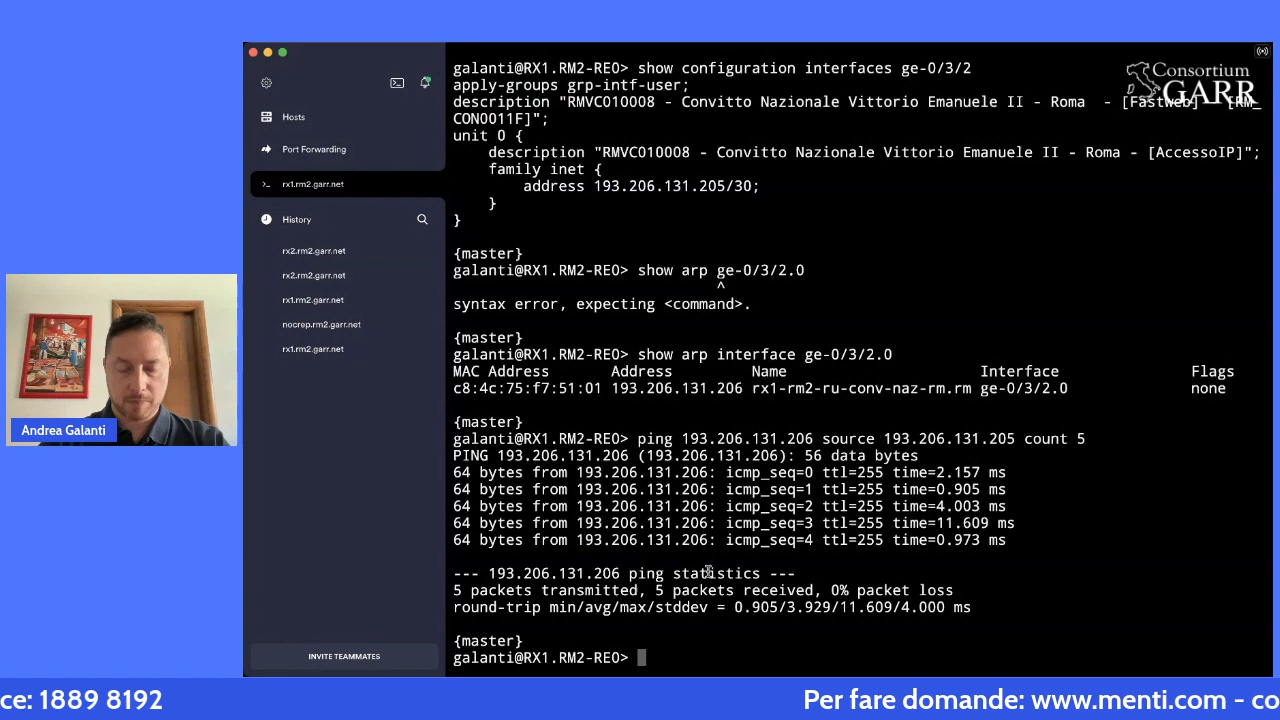 Hosts
Port Forwarding
rx1.rm2.garr.net
History
rx2.rm2.garr.net
rx2.rm2.garr.net
rx1.rm2.garr.net
nocrep.rm2.garr.net
rx1.rm2.garr.net
INVITE TEAMMATES
Consortium
GARR
galanti@RX1.RM2-RE0> show configuration interfaces ge-0/3/2
apply-groups grp-intf-user;
description "RMVC010008 - Convitto Nazionale Vittorio Emanuele II - Roma  - [Fastweb] - [RM_
CON0011F]";
unit 0 {
    description "RMVC010008 - Convitto Nazionale Vittorio Emanuele II - Roma - [AccessoIP]";
    family inet {
        address 193.206.131.205/30;
    }
}
{master}
galanti@RX1.RM2-RE0> show arp ge-0/3/2.0
^
syntax error, expecting <command>.
{master}
galanti@RX1.RM2-RE0> show arp interface ge-0/3/2.0
MAC Address       Address         Name                      Interface               Flags
c8:4c:75:f7:51:01 193.206.131.206 rx1-rm2-ru-conv-naz-rm.rm ge-0/3/2.0              none
{master}
galanti@RX1.RM2-RE0> ping 193.206.131.206 source 193.206.131.205 count 5
PING 193.206.131.206 (193.206.131.206): 56 data bytes
64 bytes from 193.206.131.206: icmp_seq=0 ttl=255 time=2.157 ms
64 bytes from 193.206.131.206: icmp_seq=1 ttl=255 time=0.905 ms
64 bytes from 193.206.131.206: icmp_seq=2 ttl=255 time=4.003 ms
64 bytes from 193.206.131.206: icmp_seq=3 ttl=255 time=11.609 ms
64 bytes from 193.206.131.206: icmp_seq=4 ttl=255 time=0.973 ms
--- 193.206.131.206 ping statistics ---
5 packets transmitted, 5 packets received, 0% packet loss
round-trip min/avg/max/stddev = 0.905/3.929/11.609/4.000 ms
{master}
galanti@RX1.RM2-RE0>
Andrea Galanti
ce: 1889 8192 Per fare domande: www.menti.com - co